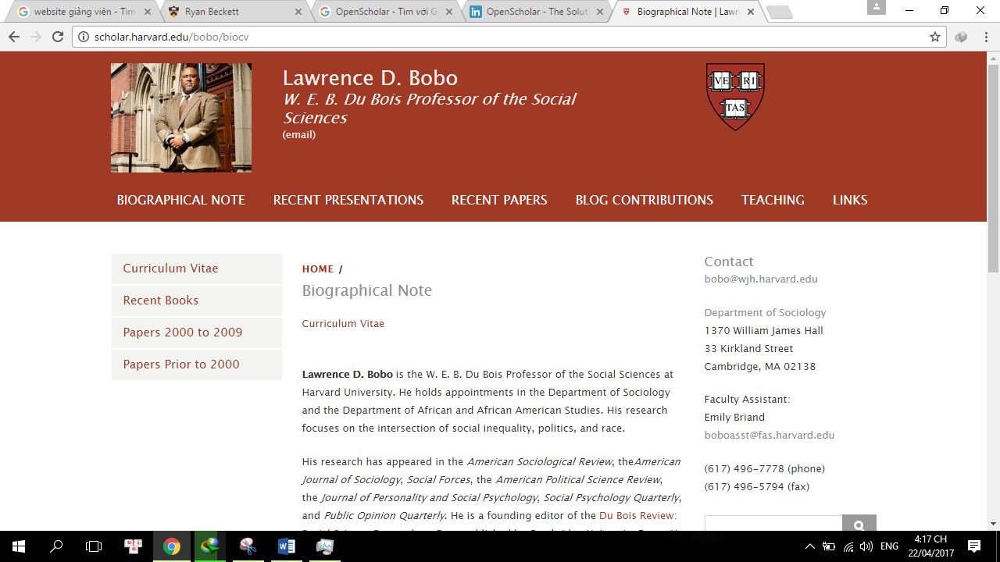 website giảng viên - Tìm
Ryan Beckett
OpenScholar - Tìm với G
OpenScholar - The Solut
Biographical Note | Lawr
scholar.harvard.edu/bobo/biocv
Lawrence D. Bobo
W. E. B. Du Bois Professor of the Social
Sciences
(email)
VE RI
TAS
BIOGRAPHICAL NOTE RECENT PRESENTATIONS RECENT PAPERS BLOG CONTRIBUTIONS TEACHING LINKS
Curriculum Vitae
Recent Books
Papers 2000 to 2009
Papers Prior to 2000
HOME /
Biographical Note
Curriculum Vitae
Lawrence D. Bobo is the W. E. B. Du Bois Professor of the Social Sciences at
Harvard University. He holds appointments in the Department of Sociology
and the Department of African and African American Studies. His research
focuses on the intersection of social inequality, politics, and race.
His research has appeared in the American Sociological Review, theAmerican
Journal of Sociology, Social Forces, the American Political Science Review,
the Journal of Personality and Social Psychology, Social Psychology Quarterly,
and Public Opinion Quarterly. He is a founding editor of the Du Bois Review:
Contact
bobo@wjh.harvard.edu
Department of Sociology
1370 William James Hall
33 Kirkland Street
Cambridge, MA 02138
Faculty Assistant:
Emily Briand
boboasst@fas.harvard.edu
(617) 496-7778 (phone)
(617) 496-5794 (fax)
ENG
4:17 CH
22/04/2017